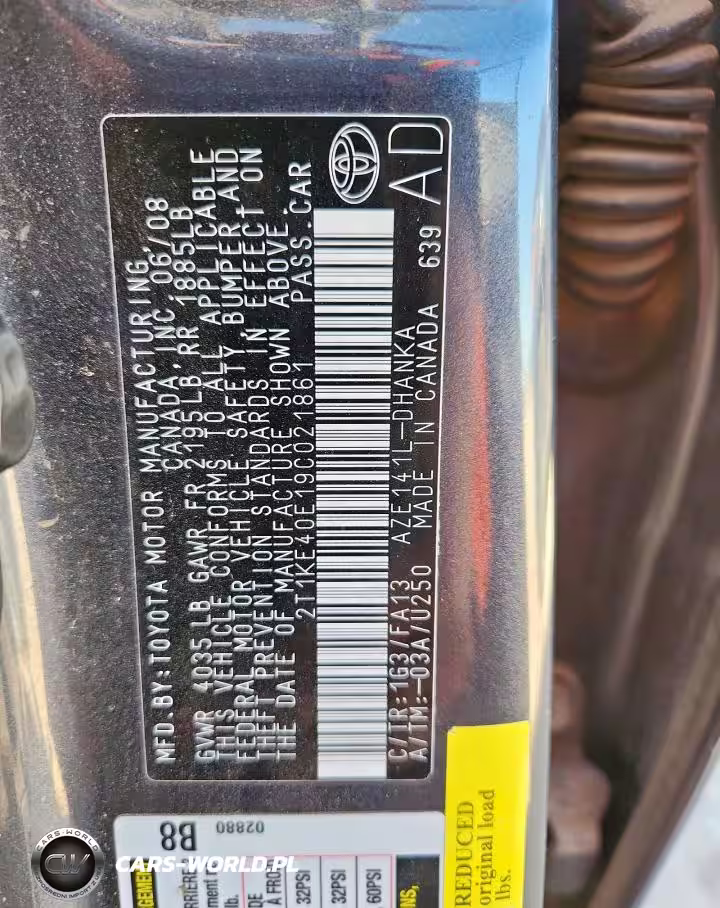 MFD.BY:TOYOTA MOTOR MANUFACTURING
CANADA,INC. 06/08
GVWR 4035LB GAWR FR 2195LB,RR 1885LB
THIS VEHICLE CONFORMS TO ALL APPLICABLE
FEDERAL MOTOR VEHICLE SAFETY,BUMPER,AND
THEFT PREVENTION STANDARDS IN EFFECT ON
THE DATE OF MANUFACTURE SHOWN ABOVE.
2T1KE40E19C021861 PASS.CAR
C/TR:1G3/FA13 AZE141L-DHANKA
A/TM:-03A/U250 MADE IN CANADA 639
AD
B8
02880
32PSI
32PSI
60PSI
REDUCED
original load
lbs.
CARS-WORLD
CW
CARS-WORLD.PL